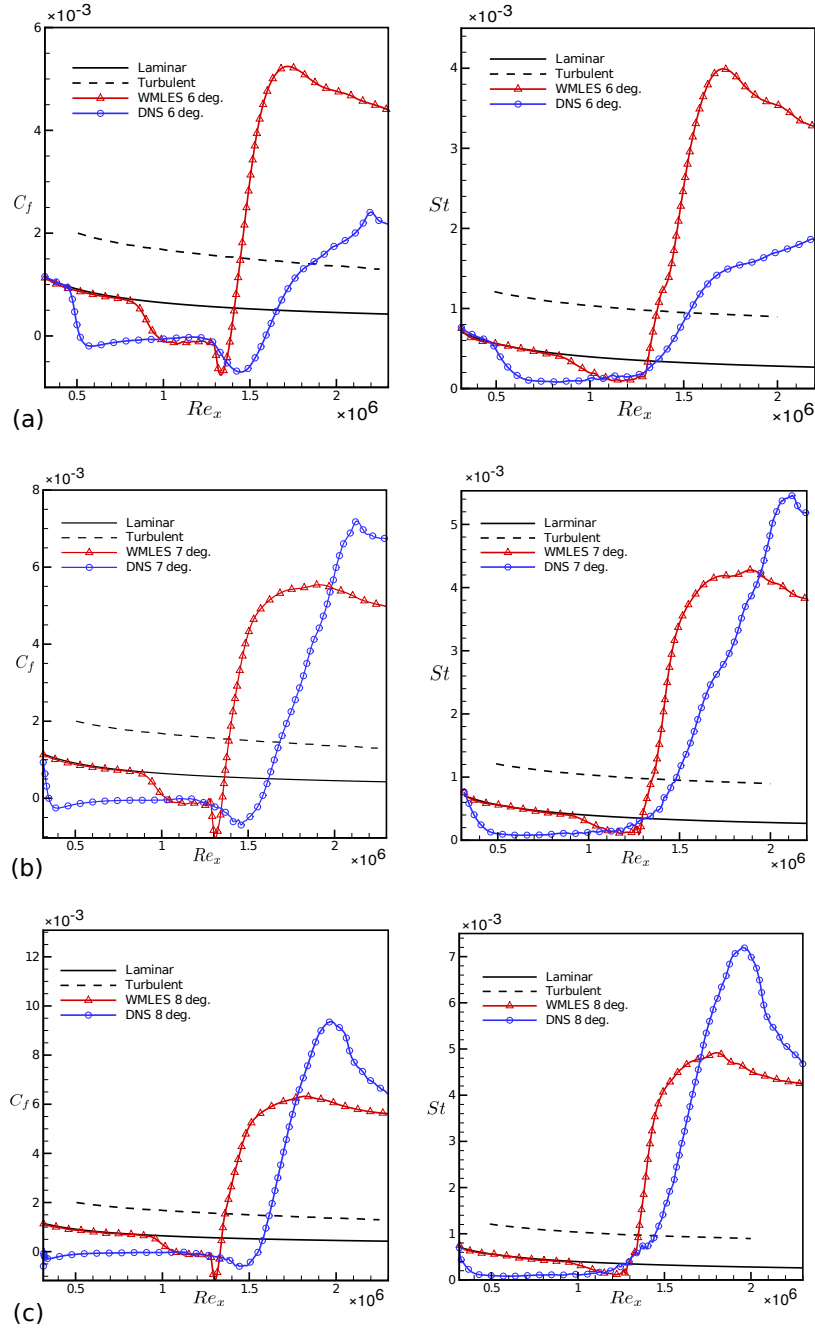 ×10⁻³
6
4
2
0
C_f
Laminar
Turbulent
WMLES 6 deg.
DNS 6 deg.
0.5 1 1.5 2
Re_x
×10⁶
(a)
×10⁻³
4
3
2
1
0
St
Laminar
Turbulent
WMLES 6 deg.
DNS 6 deg.
0.5 1 1.5 2
Re_x
×10⁶
×10⁻³
8
6
4
2
0
C_f
Laminar
Turbulent
WMLES 7 deg.
DNS 7 deg.
0.5 1 1.5 2
Re_x
×10⁶
(b)
×10⁻³
5
4
3
2
1
0
St
Larminar
Turbulent
WMLES 7 deg.
DNS 7 deg.
0.5 1 1.5 2
Re_x
×10⁶
×10⁻³
12
10
8
6
4
2
0
C_f
Laminar
Turbulent
WMLES 8 deg.
DNS 8 deg.
0.5 1 1.5 2
Re_x
×10⁶
(c)
×10⁻³
7
6
5
4
3
2
1
0
St
Laminar
Turbulent
WMLES 8 deg.
DNS 8 deg.
0.5 1 1.5 2
Re_x
×10⁶